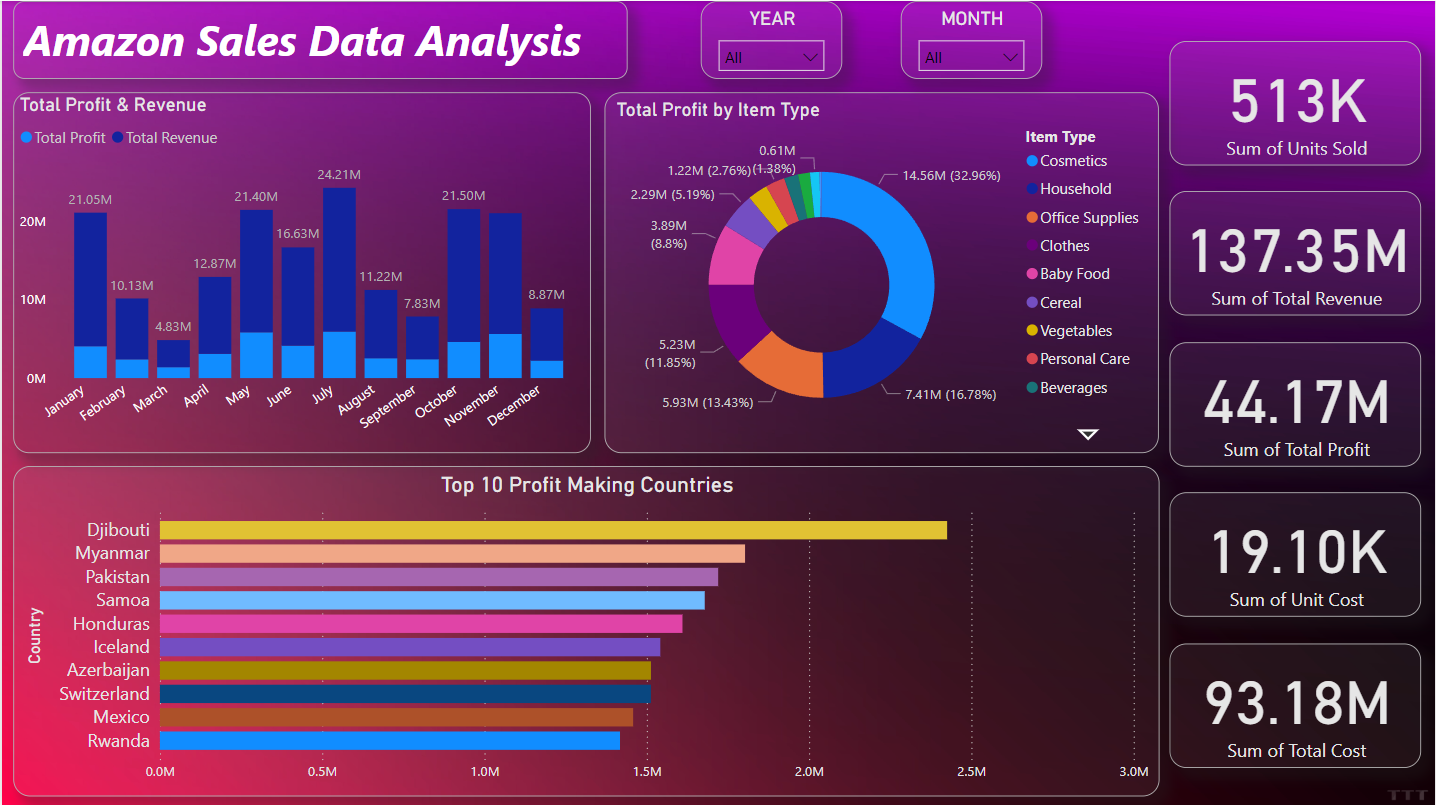 Amazon Sales Data Analysis
YEAR
All
MONTH
All
Total Profit & Revenue
Total Profit
Total Revenue
20M
10M
0M
21.05M
10.13M
4.83M
12.87M
21.40M
16.63M
24.21M
11.22M
7.83M
21.50M
8.87M
January
February
March
April
May
June
July
August
September
October
November
December
Total Profit by Item Type
0.61M
(1.38%)
1.22M (2.76%)
2.29M (5.19%)
3.89M
(8.8%)
5.23M
(11.85%)
5.93M (13.43%)
7.41M (16.78%)
14.56M (32.96%)
Item Type
Cosmetics
Household
Office Supplies
Clothes
Baby Food
Cereal
Vegetables
Personal Care
Beverages
Top 10 Profit Making Countries
Country
Djibouti
Myanmar
Pakistan
Samoa
Honduras
Iceland
Azerbaijan
Switzerland
Mexico
Rwanda
0.0M
0.5M
1.0M
1.5M
2.0M
2.5M
3.0M
513K
Sum of Units Sold
137.35M
Sum of Total Revenue
44.17M
Sum of Total Profit
19.10K
Sum of Unit Cost
93.18M
Sum of Total Cost
TTT